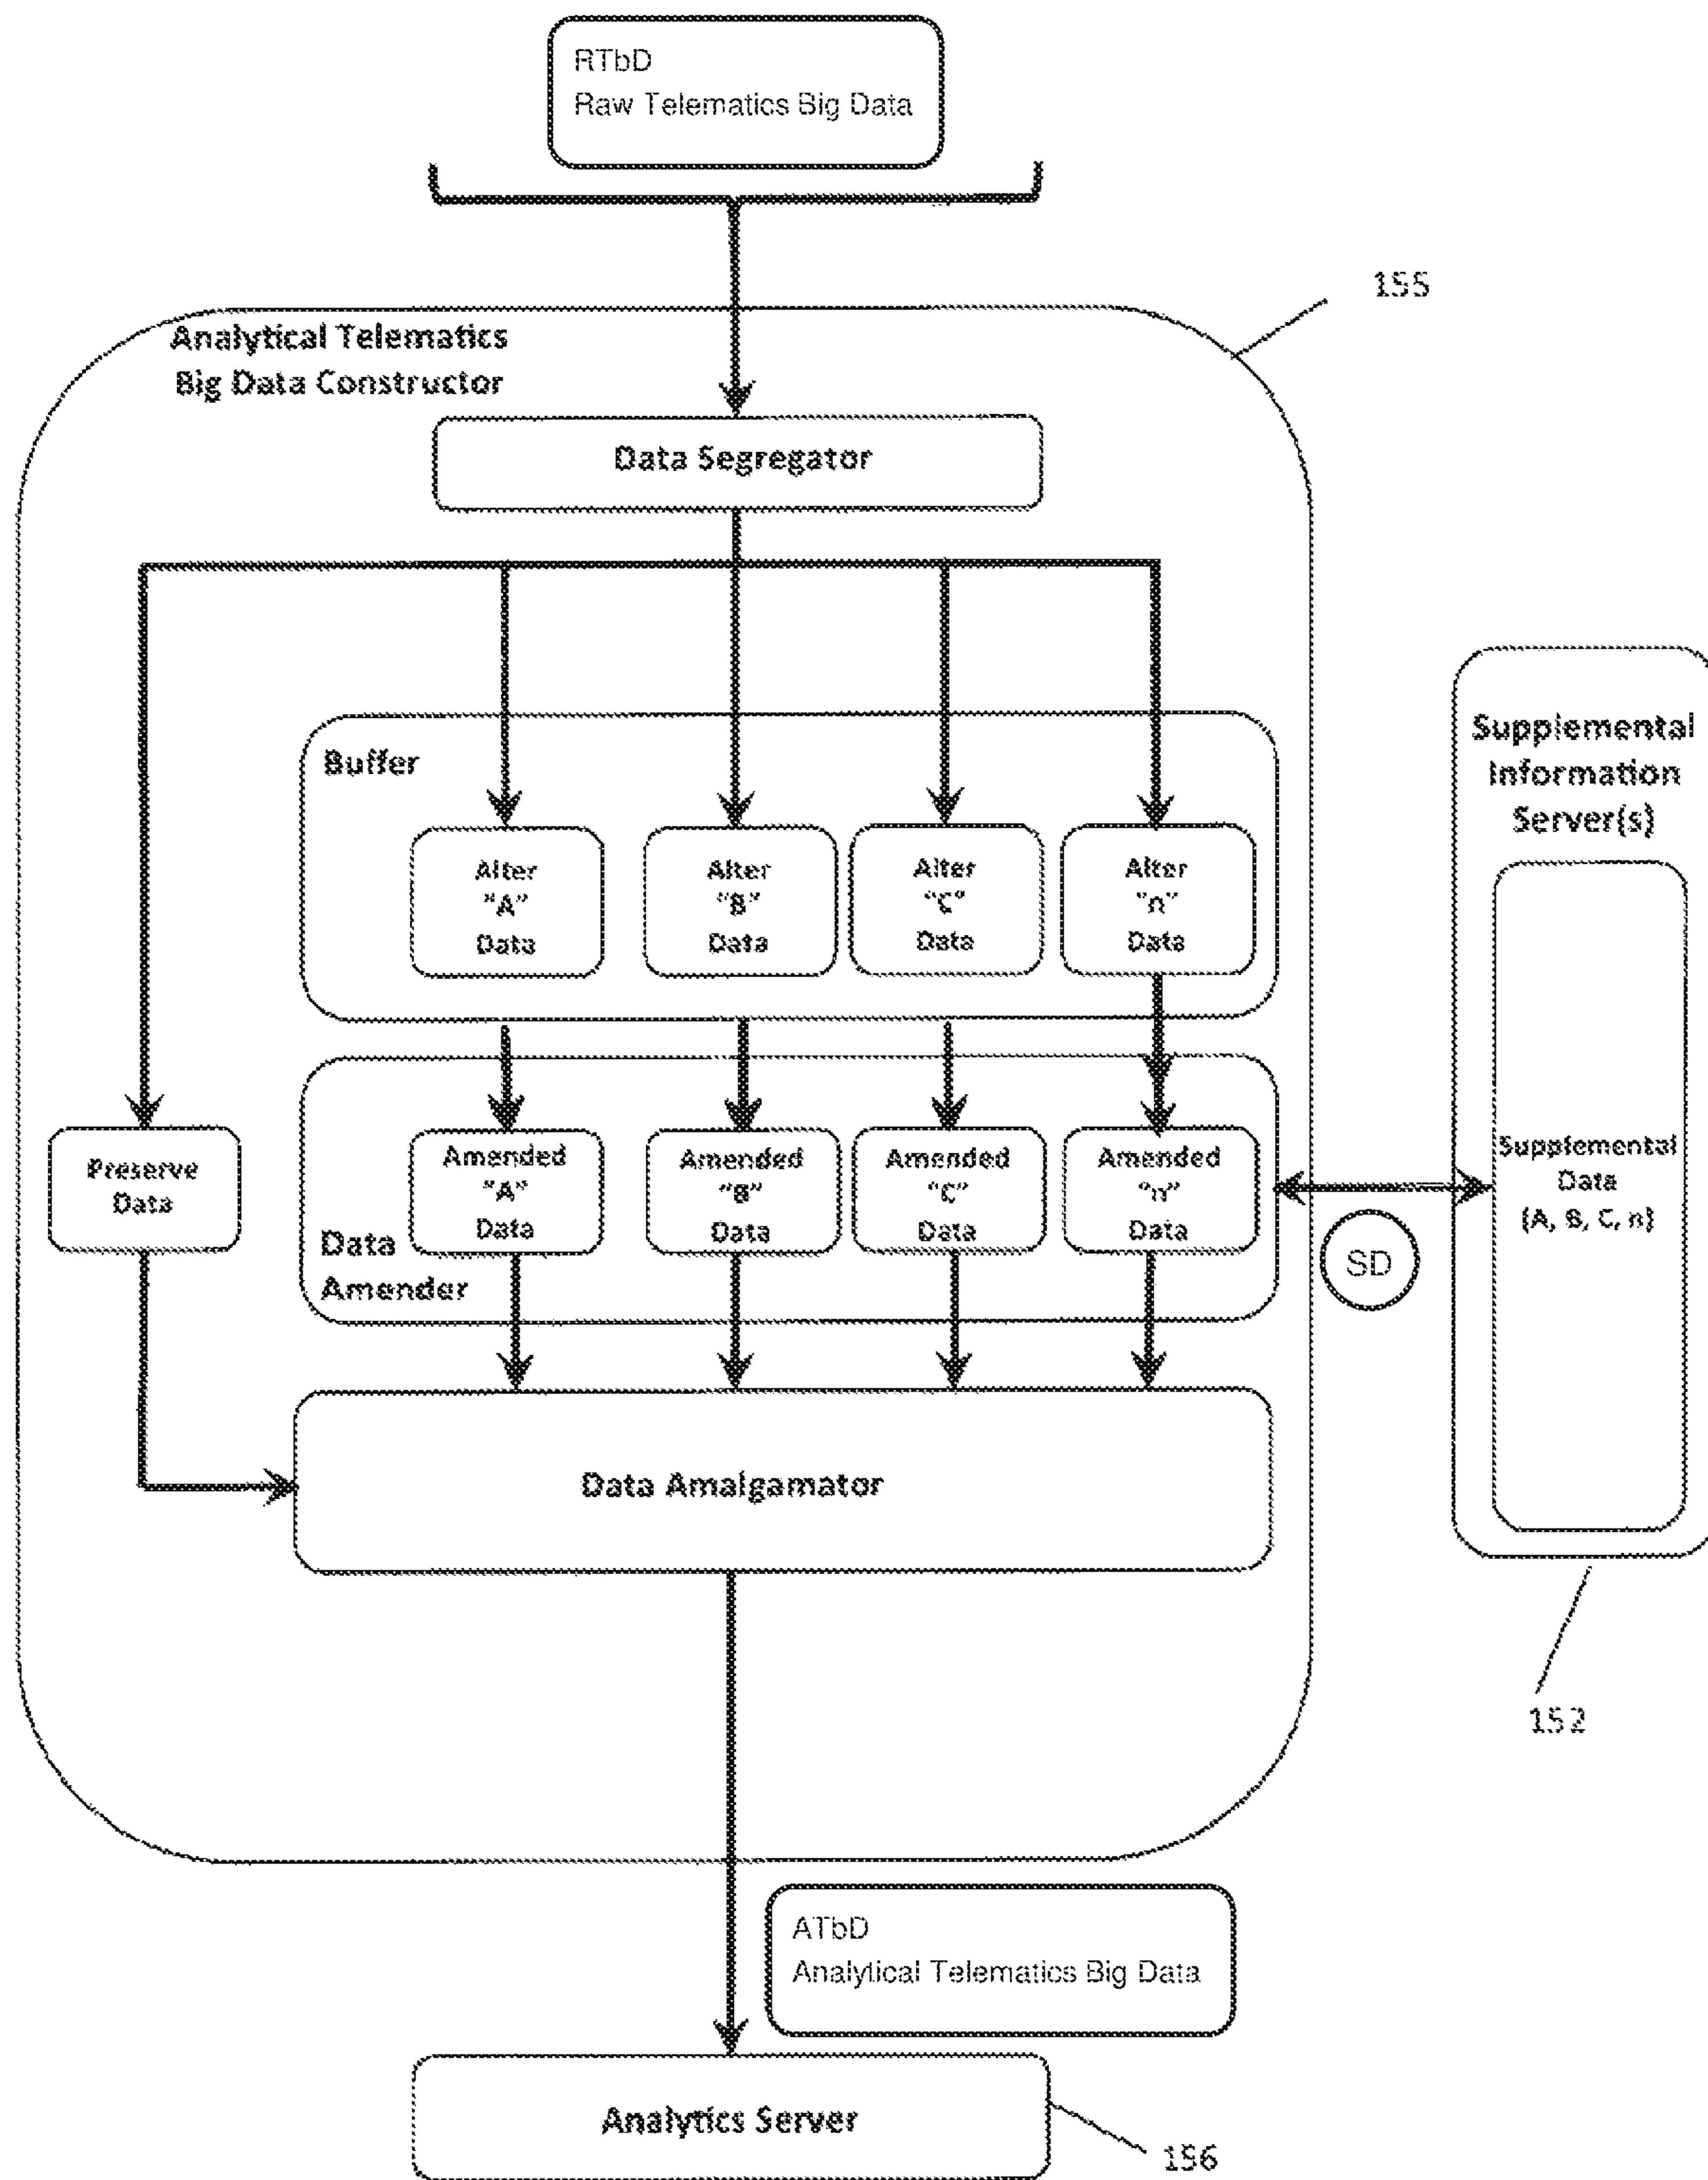 RTbD
Raw Telematics Big Data
155
Analytical Telematics
Big Data Constructor
Data Segregator
Buffer
Alter
"A"
Data
Alter
"B"
Data
Alter
"C"
Data
Alter
"n"
Data
Supplemental
Information
Server(s)
Preserve
Data
Amended
"A"
Data
Amended
"B"
Data
Amended
"C"
Data
Amended
"n"
Data
Data
Amender
Supplemental
Data
(A, B, C, n)
SD
Data Amalgamator
152
ATbD
Analytical Telematics Big Data
Analytics Server
156